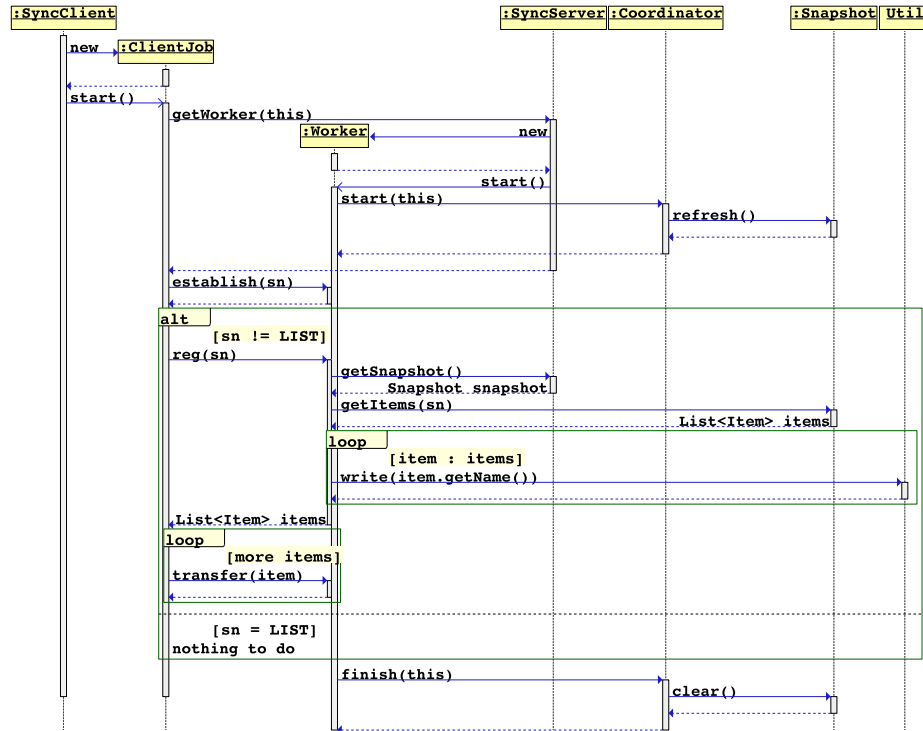 :SyncClient :SyncServer :Coordinator :Snapshot Util
new :ClientJob
start()
getWorker(this)
:Worker new
start()
start(this)
refresh()
establish(sn)
alt
[sn != LIST]
reg(sn)
getSnapshot()
Snapshot snapshot
getItems(sn)
List<Item> items
loop
[item : items]
write(item.getName())
List<Item> items
loop
[more items]
transfer(item)
[sn = LIST]
nothing to do
finish(this)
clear()